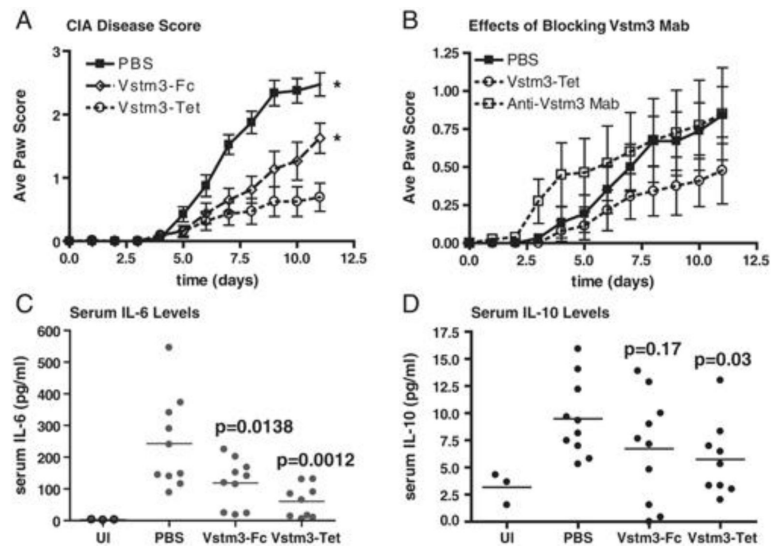 A
CIA Disease Score
PBS
Vstm3-Fc
Vstm3-Tet
*
*
Ave Paw Score
3
2
1
0
0.0 2.5 5.0 7.5 10.0 12.5
time (days)
B
Effects of Blocking Vstm3 Mab
PBS
Vstm3-Tet
Anti-Vstm3 Mab
Ave Paw Score
1.25
1.00
0.75
0.50
0.25
0.00
0.0 2.5 5.0 7.5 10.0 12.5
time (days)
C
Serum IL-6 Levels
serum IL-6 (pg/ml)
600
500
400
300
200
100
0
p=0.0138
p=0.0012
UI PBS Vstm3-Fc Vstm3-Tet
D
Serum IL-10 Levels
serum IL-10 (pg/ml)
17.5
15.0
12.5
10.0
7.5
5.0
2.5
0.0
p=0.17
p=0.03
UI PBS Vstm3-Fc Vstm3-Tet